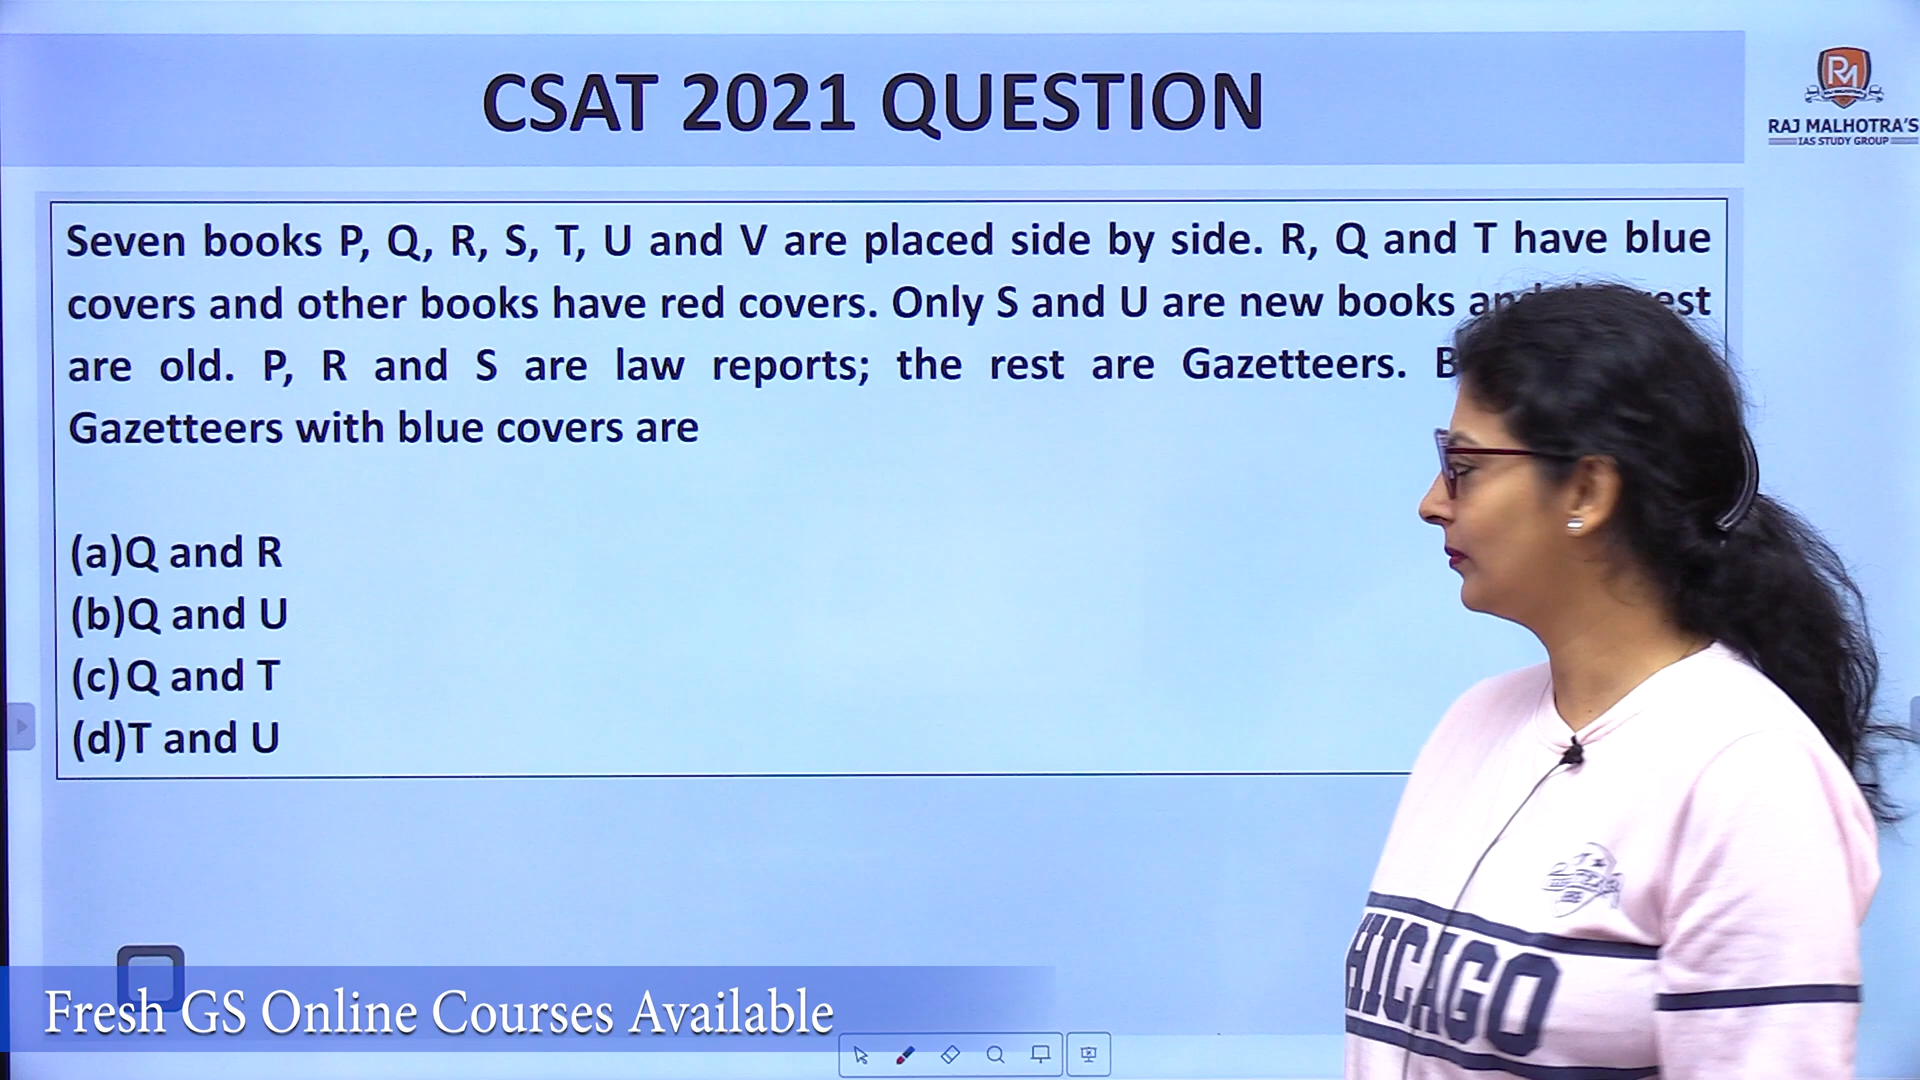 CSAT 2021 QUESTION
RAJ MALHOTRA'S
IAS STUDY GROUP
Seven books P, Q, R, S, T, U and V are placed side by side. R, Q and T have blue
covers and other books have red covers. Only S and U are new books
are old. P, R and S are law reports; the rest are Gazetteers.
Gazetteers with blue covers are
(a)Q and R
(b)Q and U
(c)Q and T
(d)T and U
HICAGO
Fresh GS Online Courses Available